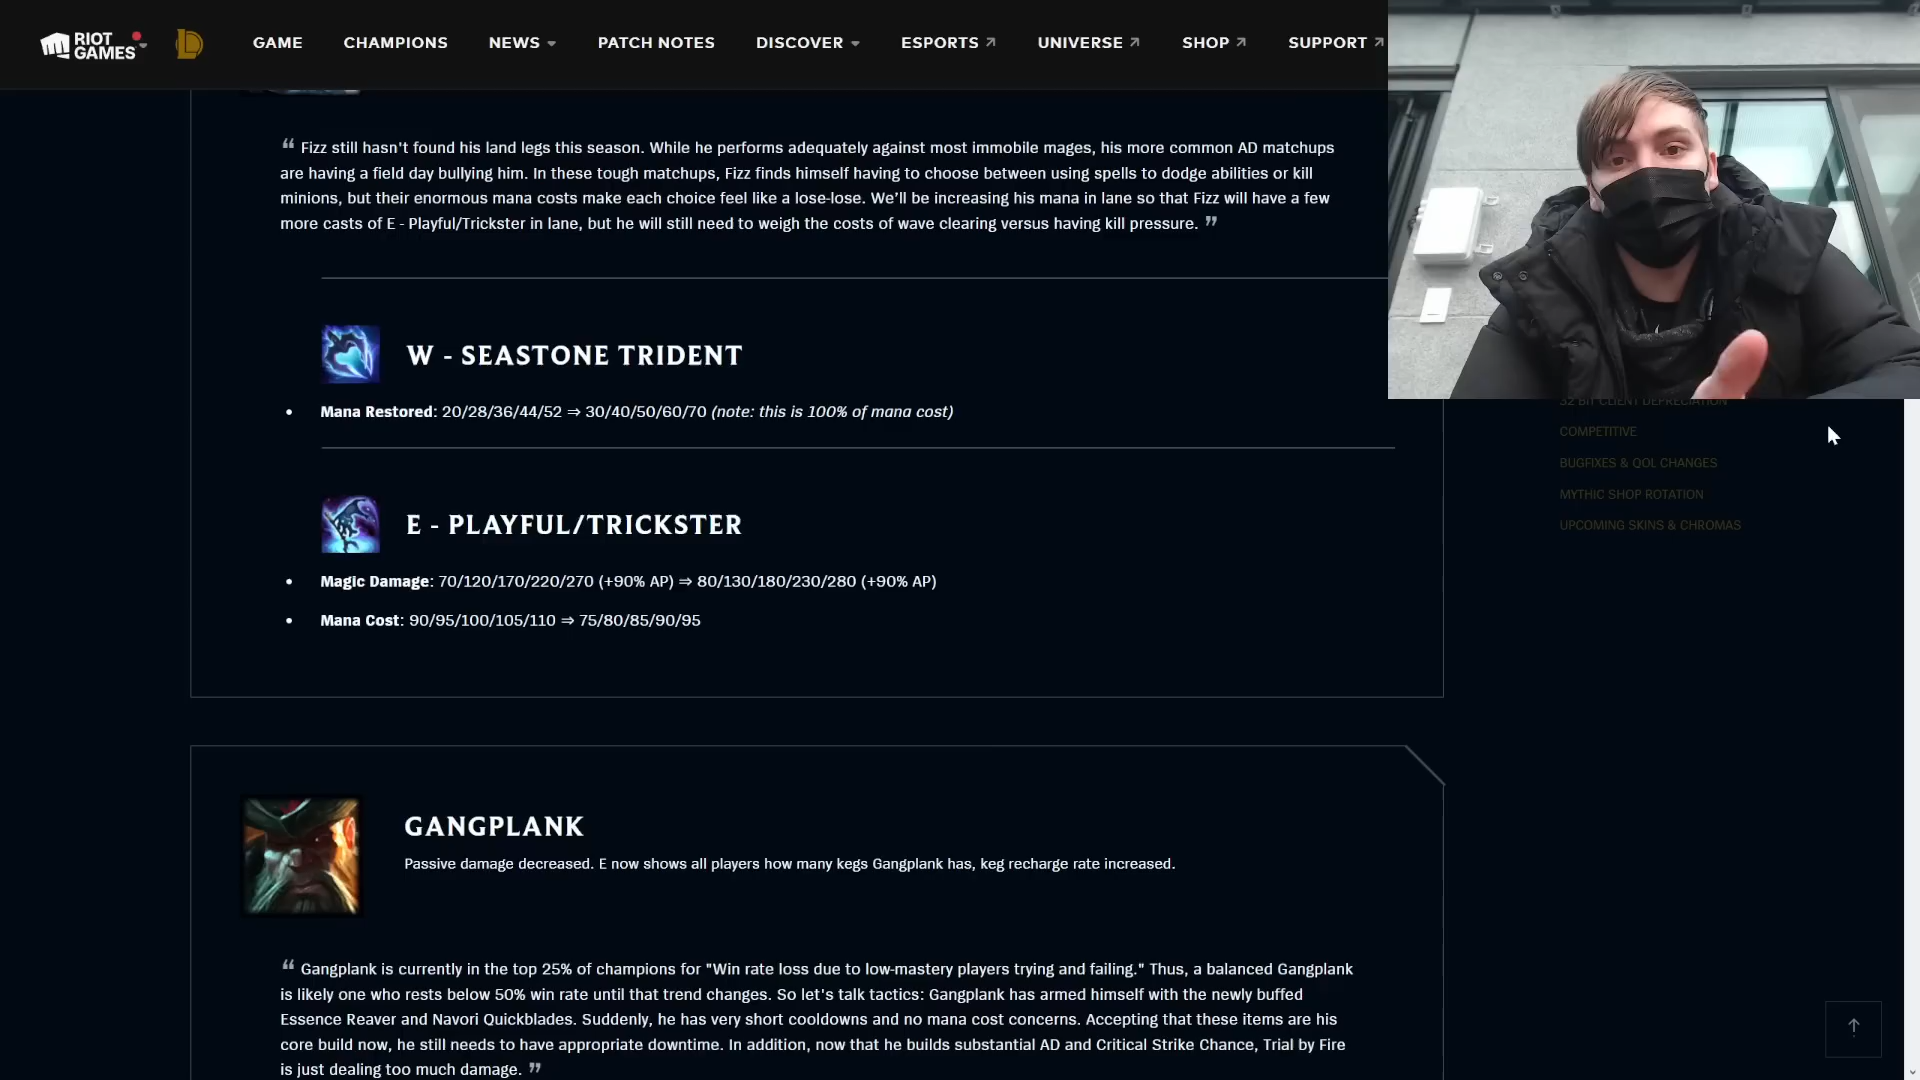 RIOT GAMES
GAME
CHAMPIONS
NEWS
PATCH NOTES
DISCOVER
ESPORTS
UNIVERSE
SHOP
SUPPORT
“ Fizz still hasn't found his land legs this season. While he performs adequately against most immobile mages, his more common AD matchups
are having a field day bullying him. In these tough matchups, Fizz finds himself having to choose between using spells to dodge abilities or kill
minions, but their enormous mana costs make each choice feel like a lose-lose. We’ll be increasing his mana in lane so that Fizz will have a few
more casts of E - Playful/Trickster in lane, but he will still need to weigh the costs of wave clearing versus having kill pressure. ”
W - SEASTONE TRIDENT
• Mana Restored: 20/28/36/44/52 ⇒ 30/40/50/60/70 (note: this is 100% of mana cost)
E - PLAYFUL/TRICKSTER
• Magic Damage: 70/120/170/220/270 (+90% AP) ⇒ 80/130/180/230/280 (+90% AP)
• Mana Cost: 90/95/100/105/110 ⇒ 75/80/85/90/95
32 BIT CLIENT DEPRECIATION
COMPETITIVE
BUGFIXES & QOL CHANGES
MYTHIC SHOP ROTATION
UPCOMING SKINS & CHROMAS
GANGPLANK
Passive damage decreased. E now shows all players how many kegs Gangplank has, keg recharge rate increased.
“ Gangplank is currently in the top 25% of champions for "Win rate loss due to low-mastery players trying and failing." Thus, a balanced Gangplank
is likely one who rests below 50% win rate until that trend changes. So let's talk tactics: Gangplank has armed himself with the newly buffed
Essence Reaver and Navori Quickblades. Suddenly, he has very short cooldowns and no mana cost concerns. Accepting that these items are his
core build now, he still needs to have appropriate downtime. In addition, now that he builds substantial AD and Critical Strike Chance, Trial by Fire
is just dealing too much damage. ”